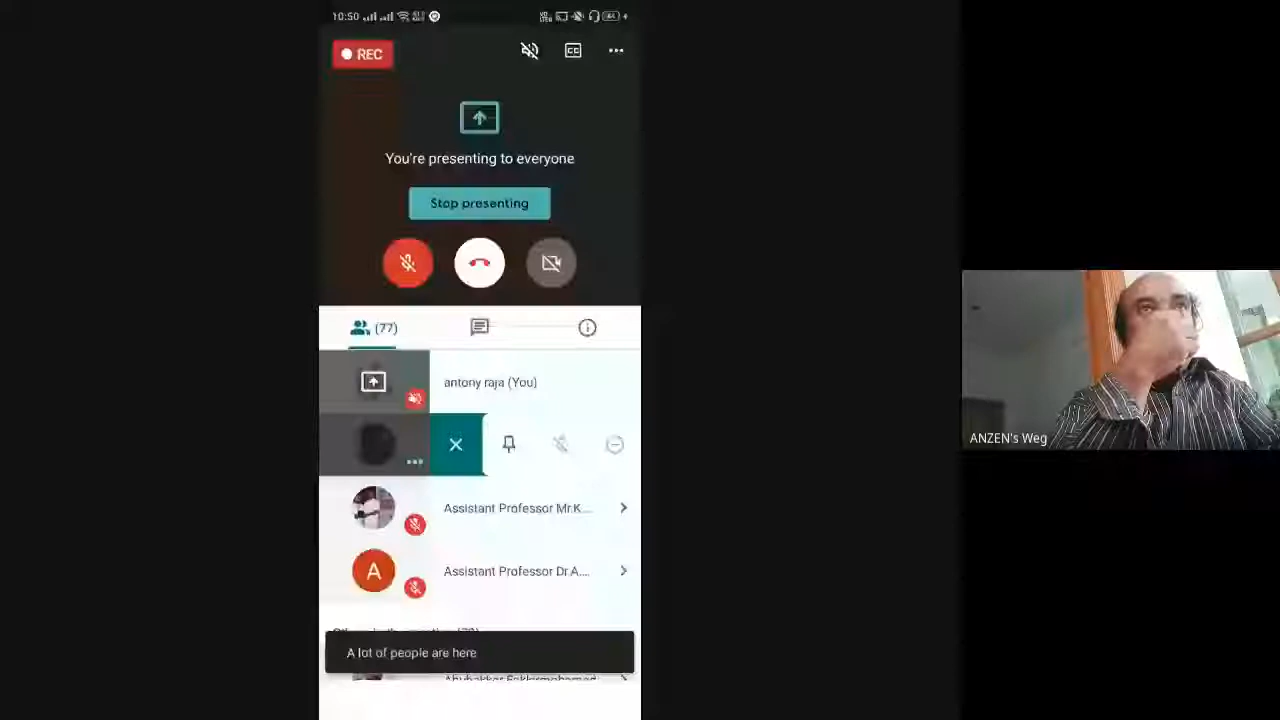 10:50
REC
You're presenting to everyone
Stop presenting
(77)
antony raja (You)
Assistant Professor Mr.K...
A
Assistant Professor Dr.A....
A lot of people are here
ANZEN's Weg